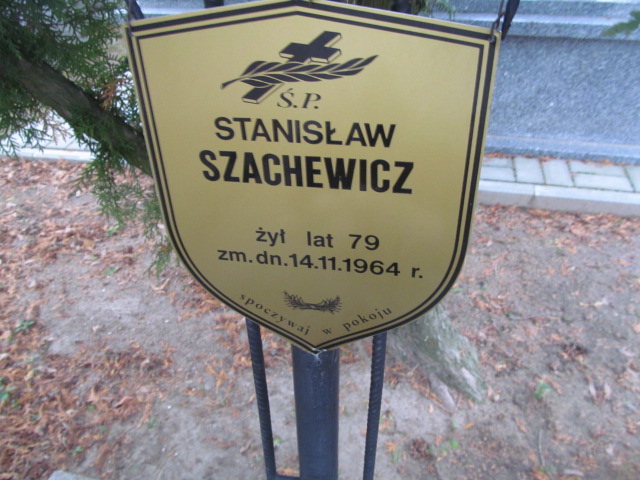 Ś.P.
STANISŁAW
SZACHEWICZ
żył lat 79
zm.dn.14.11.1964 r.
spoczywaj w pokoju